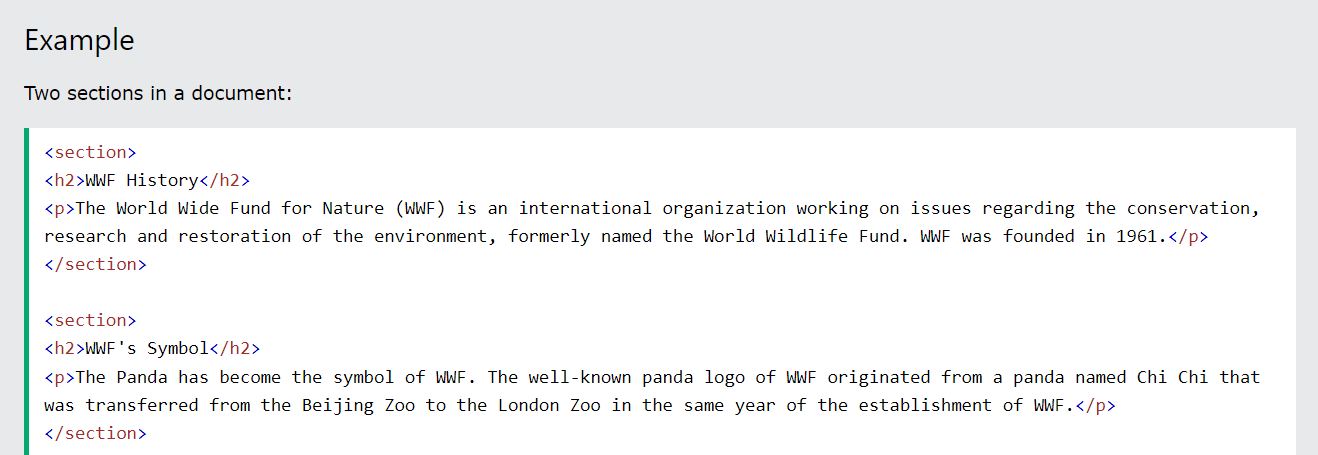 Example
Two sections in a document:
<section>
<h2>WWF History</h2>
<p>The World Wide Fund for Nature (WWF) is an international organization working on issues regarding the conservation,
research and restoration of the environment, formerly named the World Wildlife Fund. WWF was founded in 1961.</p>
</section>
<section>
<h2>WWF's Symbol</h2>
<p>The Panda has become the symbol of WWF. The well-known panda logo of WWF originated from a panda named Chi Chi that
was transferred from the Beijing Zoo to the London Zoo in the same year of the establishment of WWF.</p>
</section>